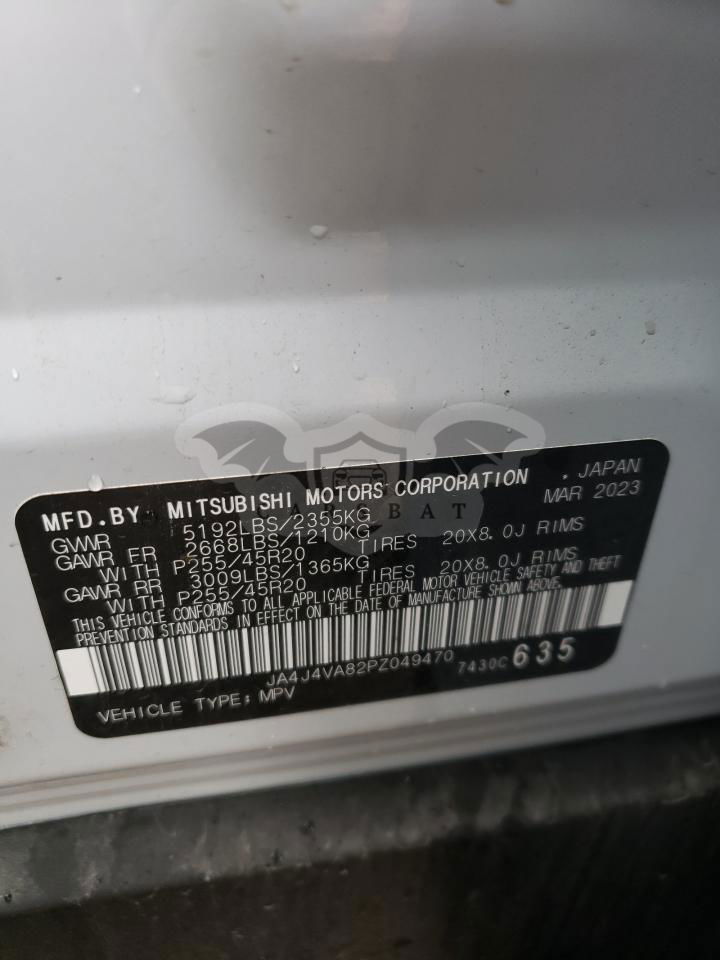 MFD.BY MITSUBISHI MOTORS CORPORATION , JAPAN
MAR 2023
GVWR 5192LBS/2355KG
GAWR FR 2668LBS/1210KG
WITH P255/45R20 TIRES 20X8.0J RIMS
GAWR RR 3009LBS/1365KG
WITH P255/45R20 TIRES 20X8.0J RIMS
THIS VEHICLE CONFORMS TO ALL APPLICABLE FEDERAL MOTOR VEHICLE SAFETY AND THEFT
PREVENTION STANDARDS IN EFFECT ON THE DATE OF MANUFACTURE SHOWN ABOVE.
JA4J4VA82PZ049470 7430C 635
VEHICLE TYPE: MPV
CARSBAT